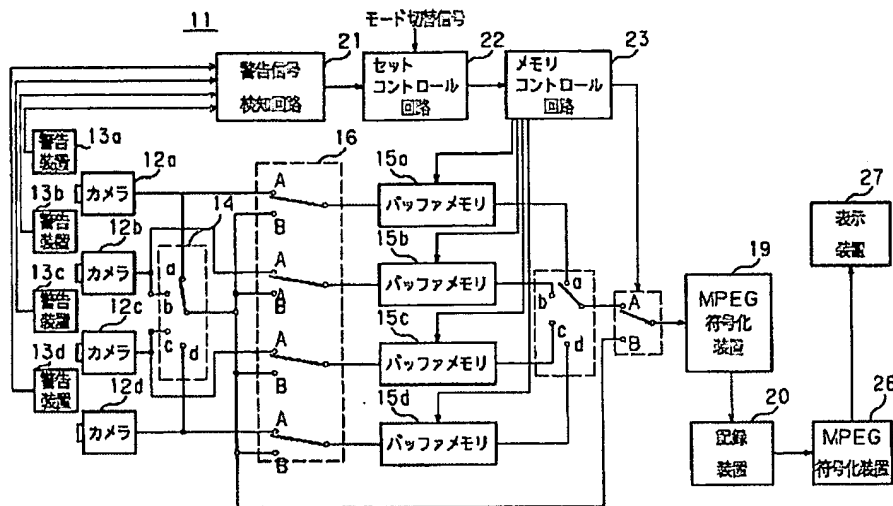 11
モード切替信号
21
22
23
警告信号
検知回路
セット
コントロール
回路
メモリ
コントロール
回路
警告
装置
13a
12a
カメラ
13b
警告
装置
12b
カメラ
13c
警告
装置
12c
カメラ
13d
警告
装置
12d
カメラ
14
a
b
c
d
16
A
B
A
B
A
B
A
B
15a
バッファメモリ
15b
バッファメモリ
15c
バッファメモリ
15d
バッファメモリ
a
b
c
d
A
B
19
MPEG
符号化
装置
20
記録
装置
26
MPEG
符号化装置
27
表示
装置